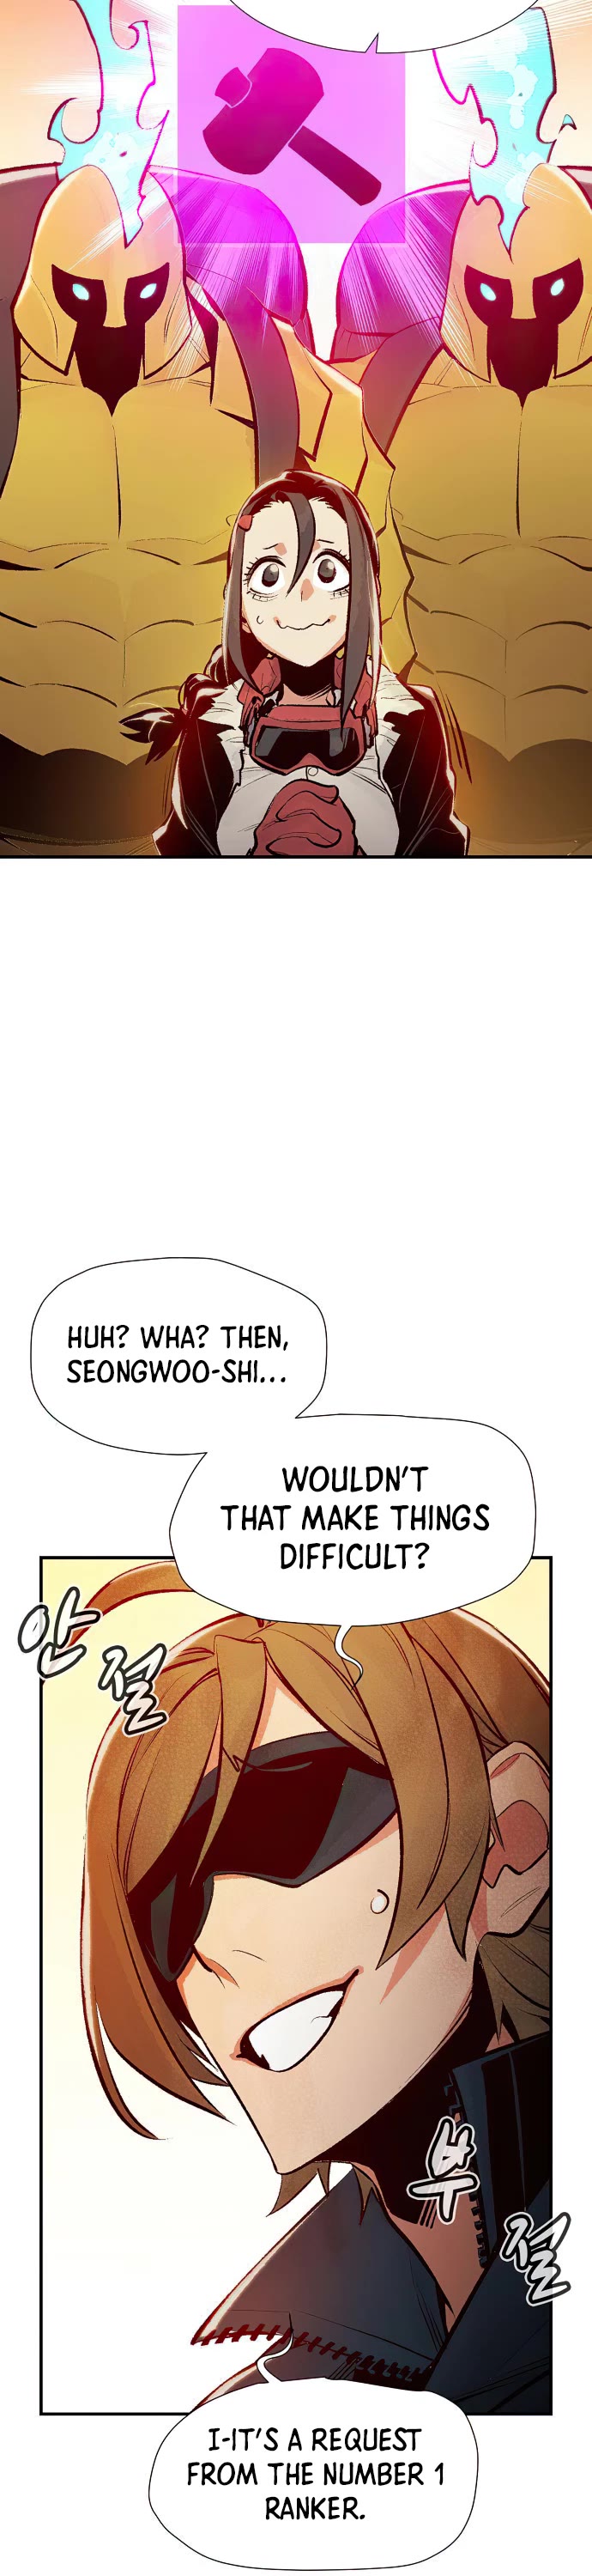 HUH? WHA? THEN,
SEONGWOO-SHI...
WOULDN'T
THAT MAKE THINGS
DIFFICULT?
안
절
부
절
I-IT'S A REQUEST
FROM THE NUMBER 1
RANKER.